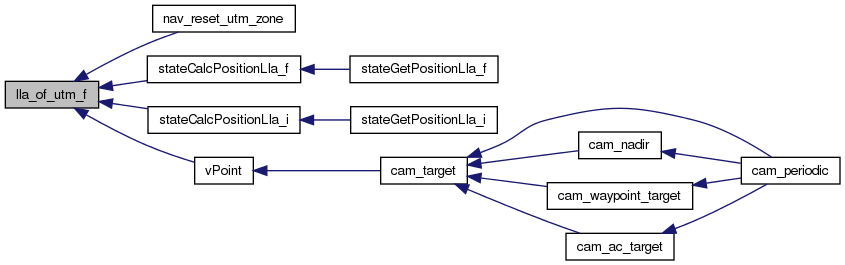 nav_reset_utm_zone
stateCalcPositionLla_f
stateGetPositionLla_f
lla_of_utm_f
stateCalcPositionLla_i
stateGetPositionLla_i
cam_nadir
vPoint
cam_target
cam_periodic
cam_waypoint_target
cam_ac_target